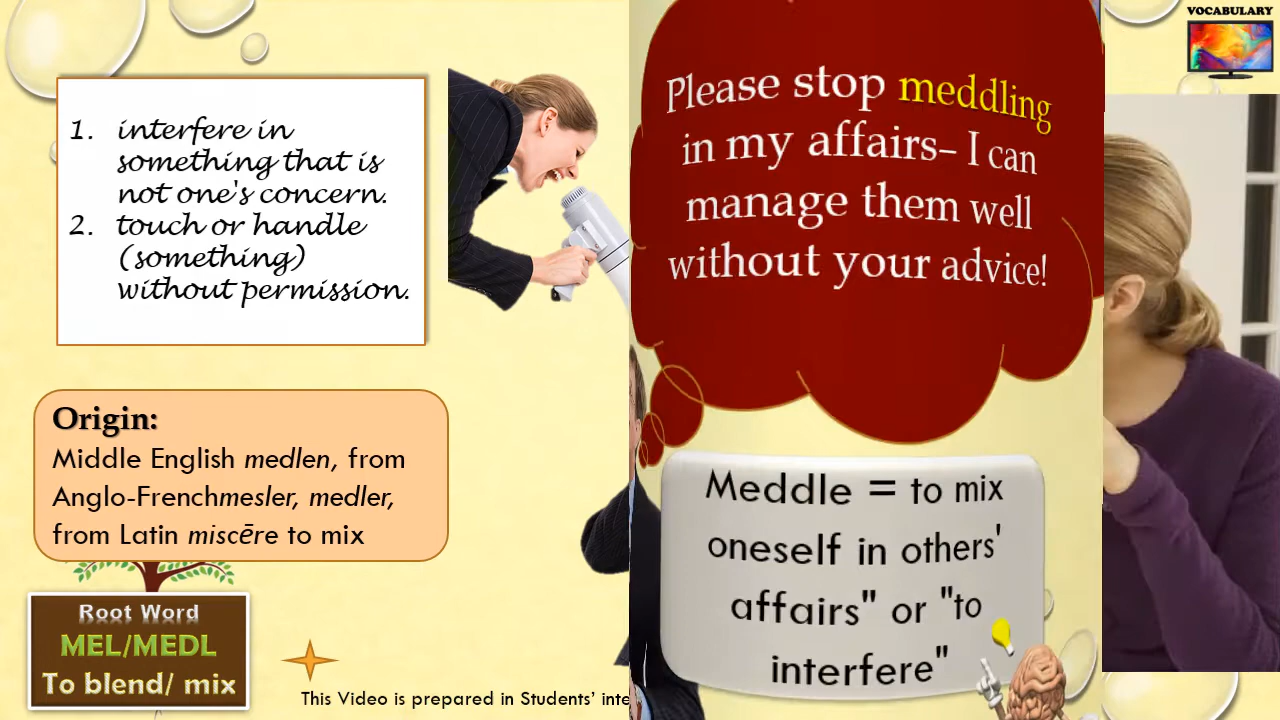 VOCABULARY
1. interfere in
something that is
not one's concern.
2. touch or handle
(something)
without permission.
Please stop meddling
in my affairs– I can
manage them well
without your advice!
Origin:
Middle English medlen, from
Anglo-Frenchmesler, medler,
from Latin miscēre to mix
Meddle = to mix
oneself in others'
affairs" or "to
interfere"
Root Word
MEL/MEDL
To blend/ mix
This Video is prepared in Students’